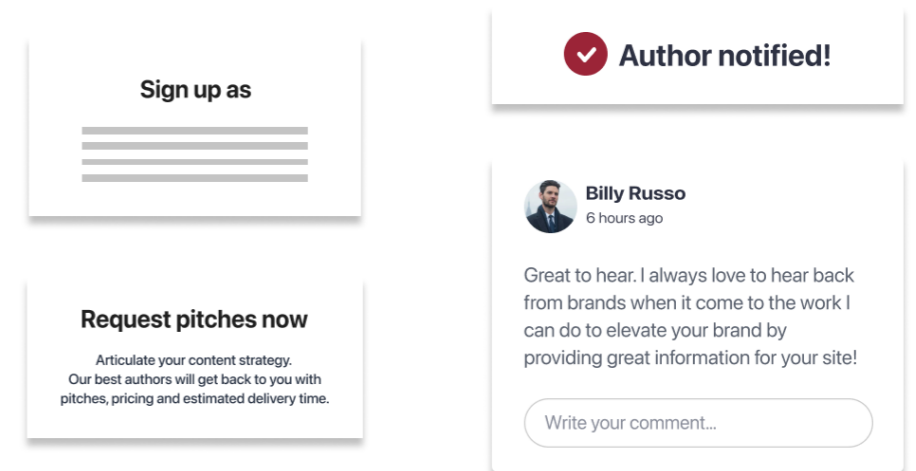 Sign up as
Request pitches now
Articulate your content strategy.
Our best authors will get back to you with
pitches, pricing and estimated delivery time.
Author notified!
Billy Russo
6 hours ago
Great to hear. I always love to hear back
from brands when it come to the work I
can do to elevate your brand by
providing great information for your site!
Write your comment...